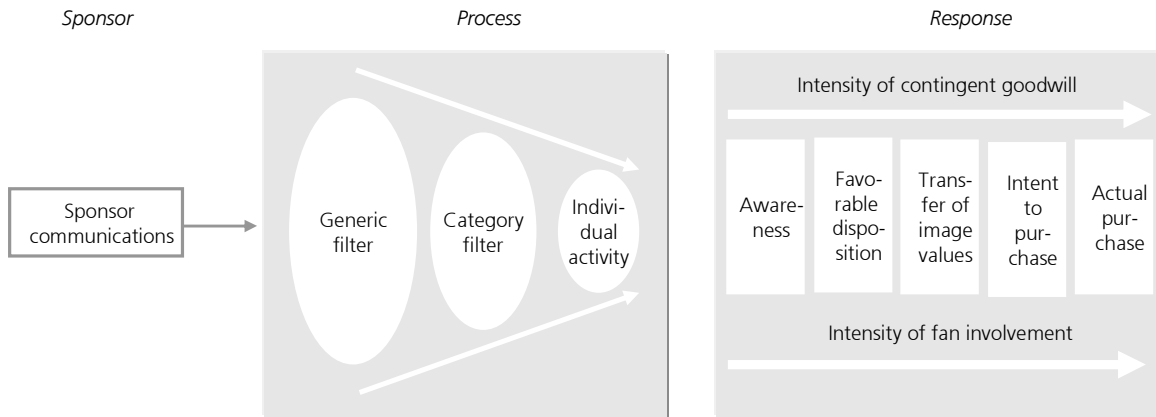 Sponsor
Process
Response
Sponsor
communications
Generic
filter
Category
filter
Indivi-
dual
activity
Intensity of contingent goodwill
Aware-
ness
Favo-
rable
dispo-
sition
Trans-
fer of
image
values
Intent
to
pur-
chase
Actual
pur-
chase
Intensity of fan involvement